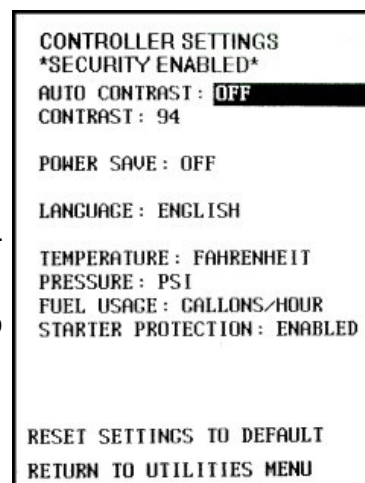 CONTROLLER SETTINGS
*SECURITY ENABLED*
AUTO CONTRAST: OFF
CONTRAST: 94
POWER SAVE: OFF
LANGUAGE: ENGLISH
TEMPERATURE: FAHRENHEIT
PRESSURE: PSI
FUEL USAGE: GALLONS/HOUR
STARTER PROTECTION: ENABLED
RESET SETTINGS TO DEFAULT
RETURN TO UTILITIES MENU